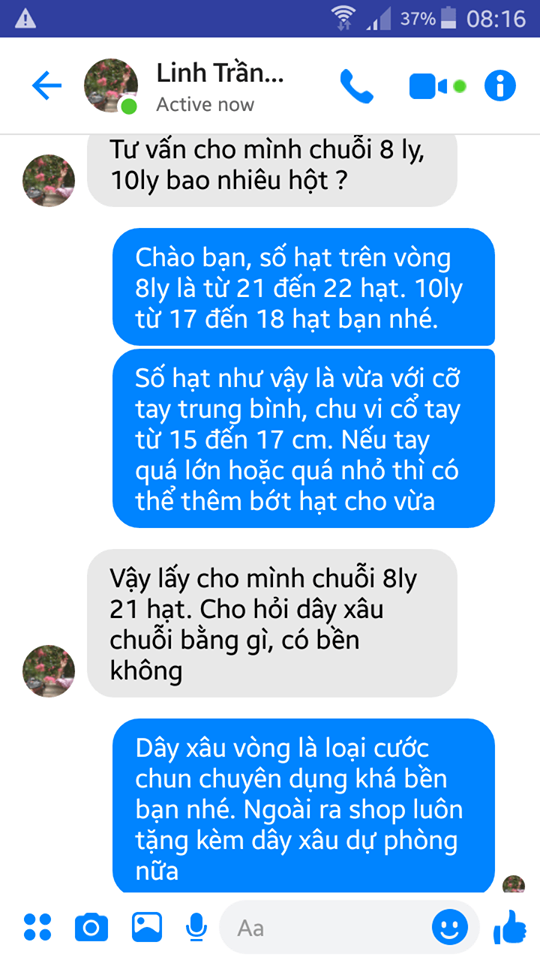 37% 08:16
Linh Trần...
Active now
Tư vấn cho mình chuỗi 8 ly,
10ly bao nhiêu hột ?
Chào bạn, số hạt trên vòng
8ly là từ 21 đến 22 hạt. 10ly
từ 17 đến 18 hạt bạn nhé.
Số hạt như vậy là vừa với cỡ
tay trung bình, chu vi cổ tay
từ 15 đến 17 cm. Nếu tay
quá lớn hoặc quá nhỏ thì có
thể thêm bớt hạt cho vừa
Vậy lấy cho mình chuỗi 8ly
21 hạt. Cho hỏi dây xâu
chuỗi bằng gì, có bền
không
Dây xâu vòng là loại cước
chun chuyên dụng khá bền
bạn nhé. Ngoài ra shop luôn
tặng kèm dây xâu dự phòng
nữa
Aa